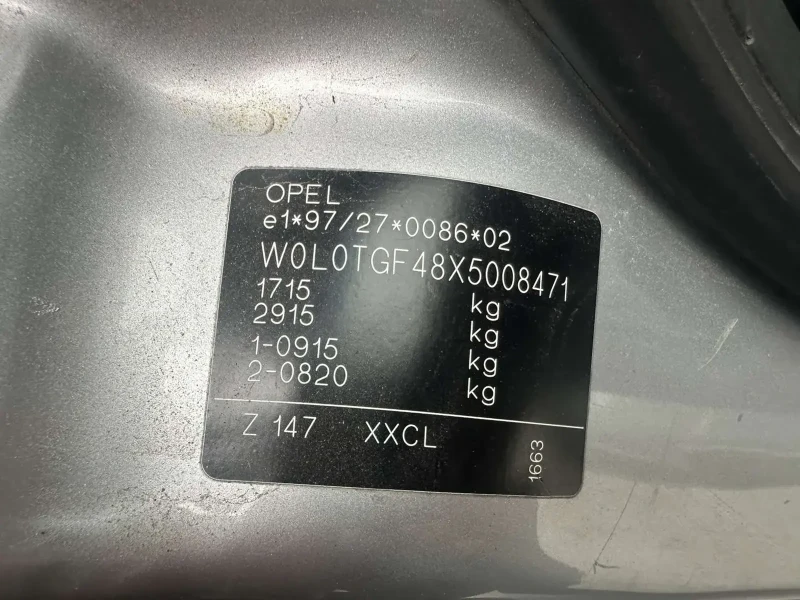 OPEL
e1*97/27*0086*02
W0L0TGF48X5008471
1715 kg
2915 kg
1-0915 kg
2-0820 kg
Z 147 XXCL
1663